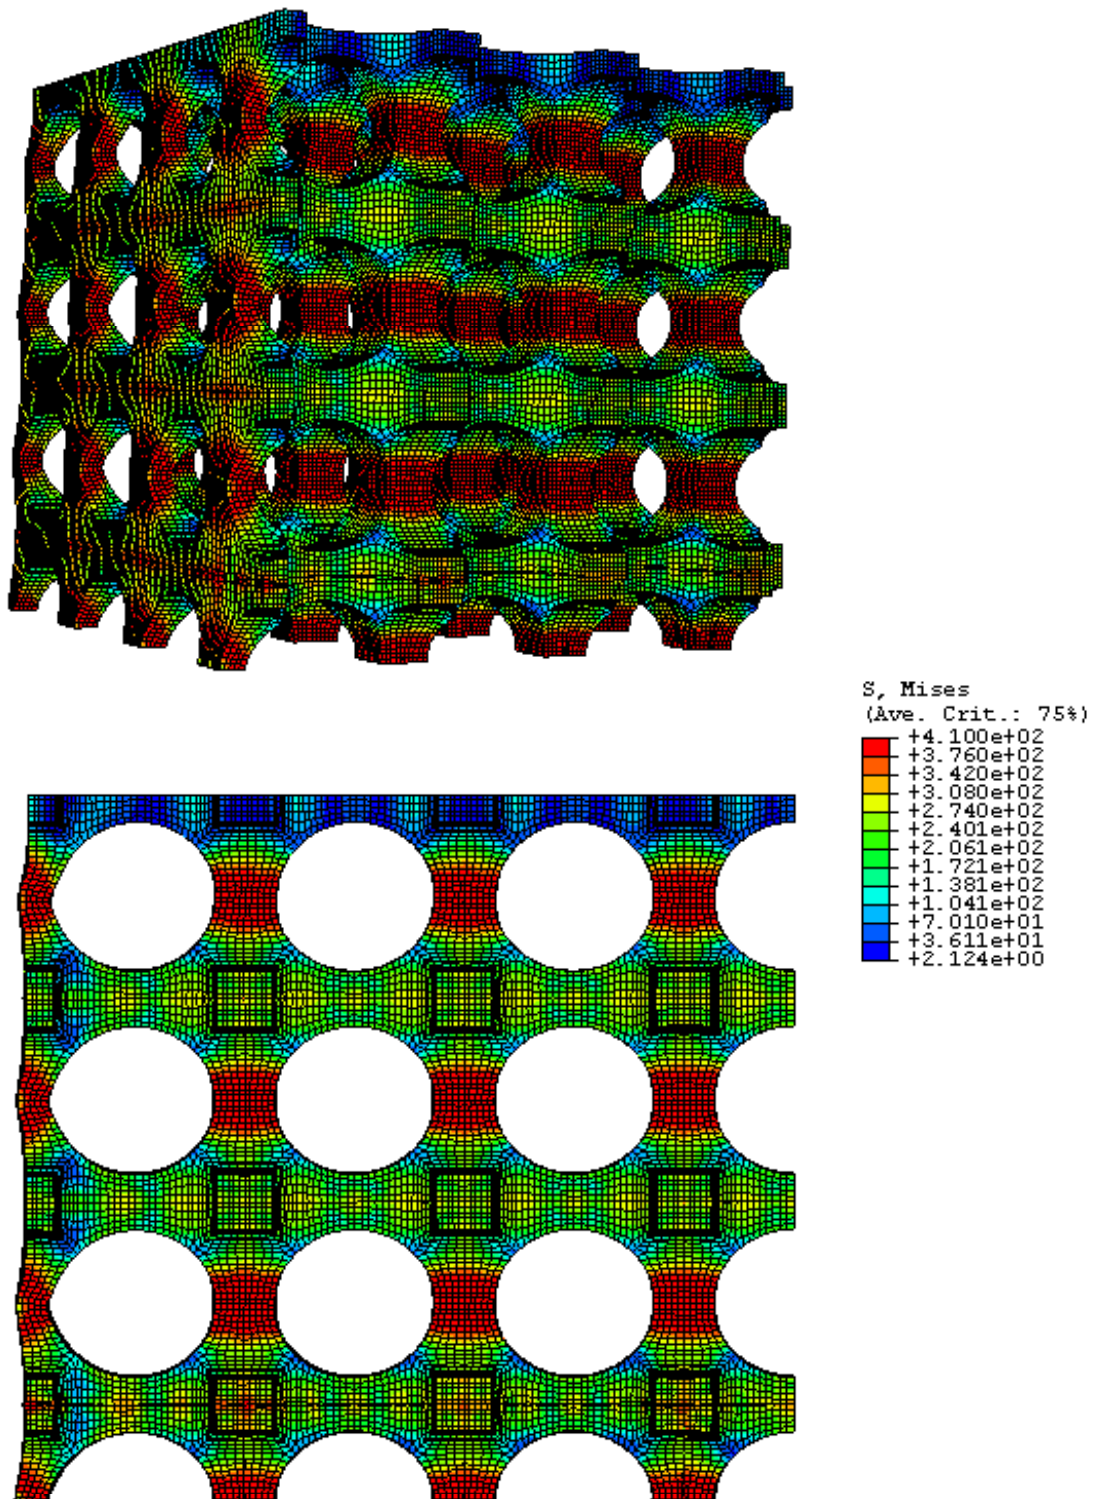 S, Mises
(Ave. Crit.: 75%)
+4.100e+02
+3.760e+02
+3.420e+02
+3.080e+02
+2.740e+02
+2.401e+02
+2.061e+02
+1.721e+02
+1.381e+02
+1.041e+02
+7.010e+01
+3.611e+01
+2.124e+00